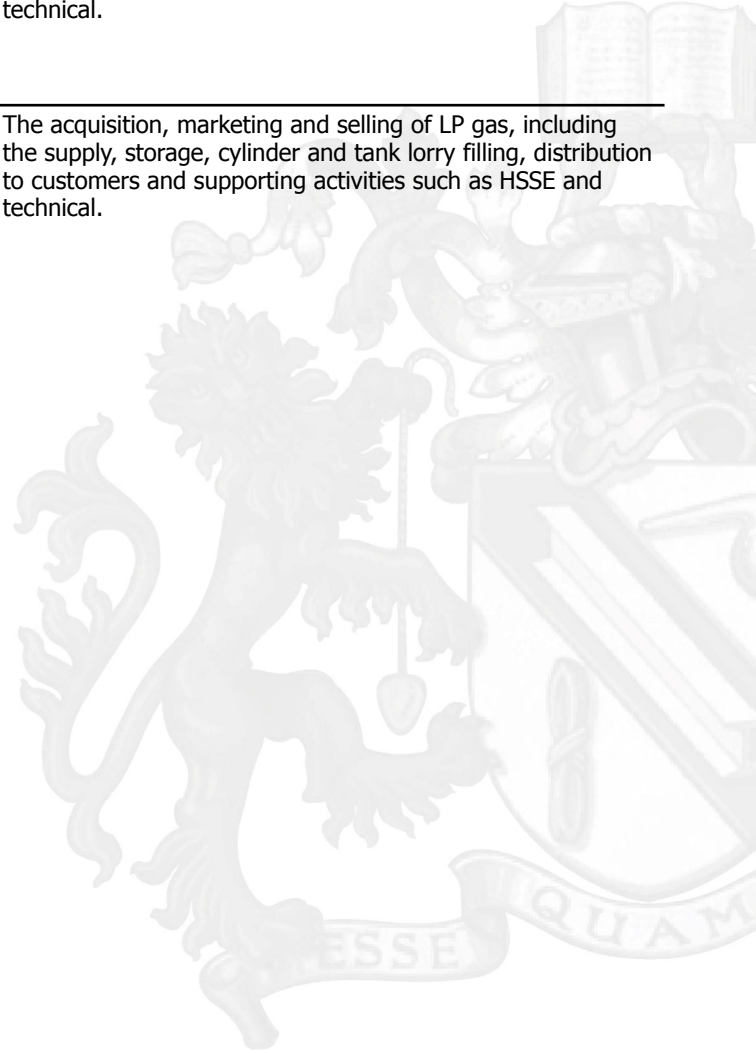 technical.
The acquisition, marketing and selling of LP gas, including
the supply, storage, cylinder and tank lorry filling, distribution
to customers and supporting activities such as HSSE and
technical.
ESSE
QUAM